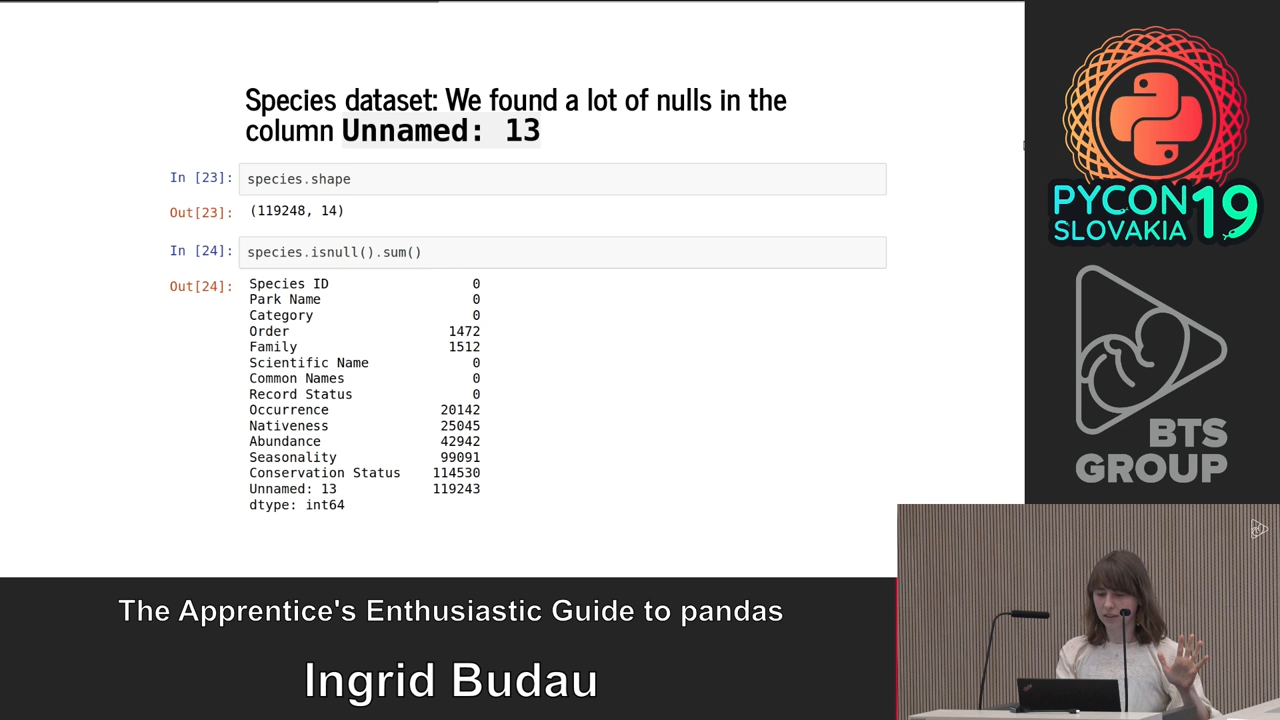 Species dataset: We found a lot of nulls in the
column Unnamed: 13
In [23]: species.shape
Out[23]: (119248, 14)
In [24]: species.isnull().sum()
Out[24]: Species ID 0
Park Name 0
Category 0
Order 1472
Family 1512
Scientific Name 0
Common Names 0
Record Status 0
Occurrence 20142
Nativeness 25045
Abundance 42942
Seasonality 99091
Conservation Status 114530
Unnamed: 13 119243
dtype: int64
PYCON 19
SLOVAKIA
BTS
GROUP
The Apprentice's Enthusiastic Guide to pandas
Ingrid Budau